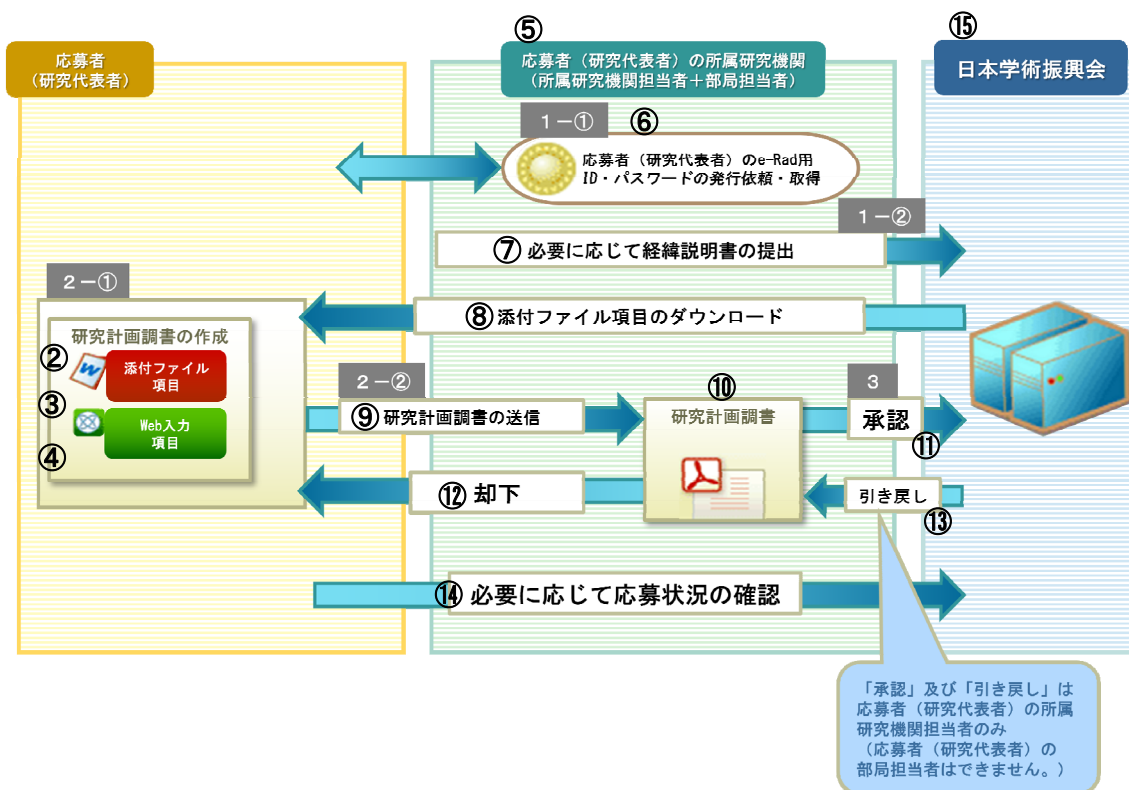 ⑤
⑮
応募者
(研究代表者)
応募者（研究代表者）の所属研究機関
(所属研究機関担当者＋部局担当者)
日本学術振興会
１－①
⑥
応募者（研究代表者）のe-Rad用
ID・パスワードの発行依頼・取得
１－②
⑦必要に応じて経緯説明書の提出
２－①
⑧添付ファイル項目のダウンロード
研究計画調書の作成
②
W
添付ファイル
項目
③
Web入力
項目
④
２－②
⑨研究計画調書の送信
⑩
研究計画調書
３
承認
⑪
⑫却下
引き戻し
⑬
⑭必要に応じて応募状況の確認
「承認」及び「引き戻し」は
応募者（研究代表者）の所属
研究機関担当者のみ
（応募者（研究代表者）の
部局担当者はできません。）